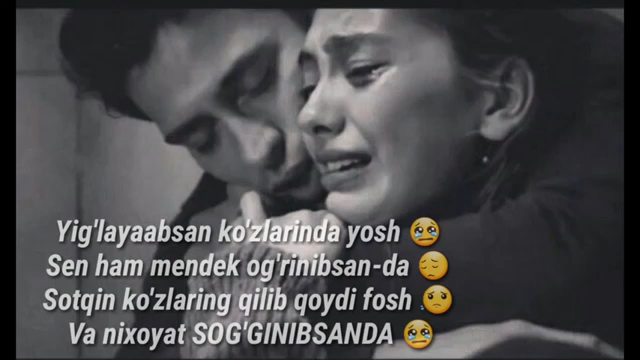 Yig'layaabsan ko'zlarinda yosh 😢
Sen ham mendek og'rinibsan-da 😔
Sotqin ko'zlaring qilib qoydi fosh 😟
Va nixoyat SOG'GINIBSANDA 😢